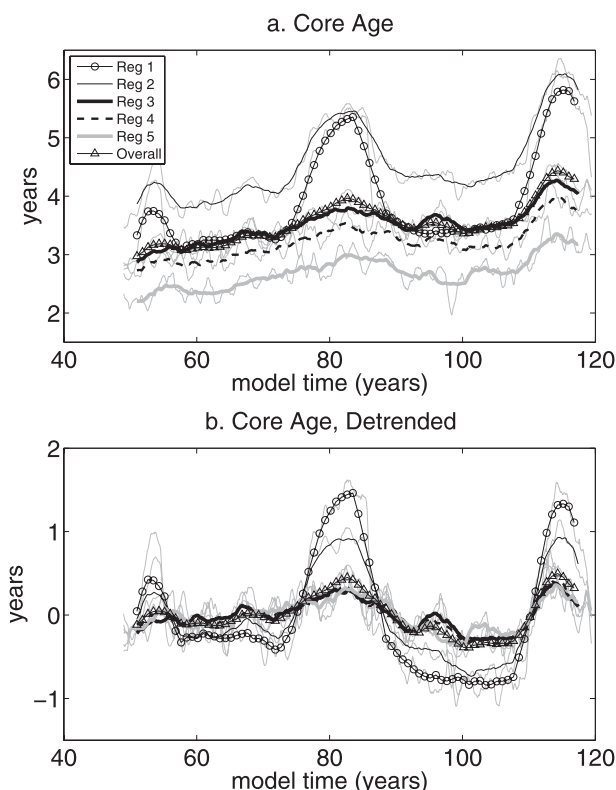 a. Core Age
6
5
4
3
2
years
Reg 1
Reg 2
Reg 3
Reg 4
Reg 5
Overall
40 60 80 100 120
model time (years)
b. Core Age, Detrended
2
1
0
−1
years
40 60 80 100 120
model time (years)